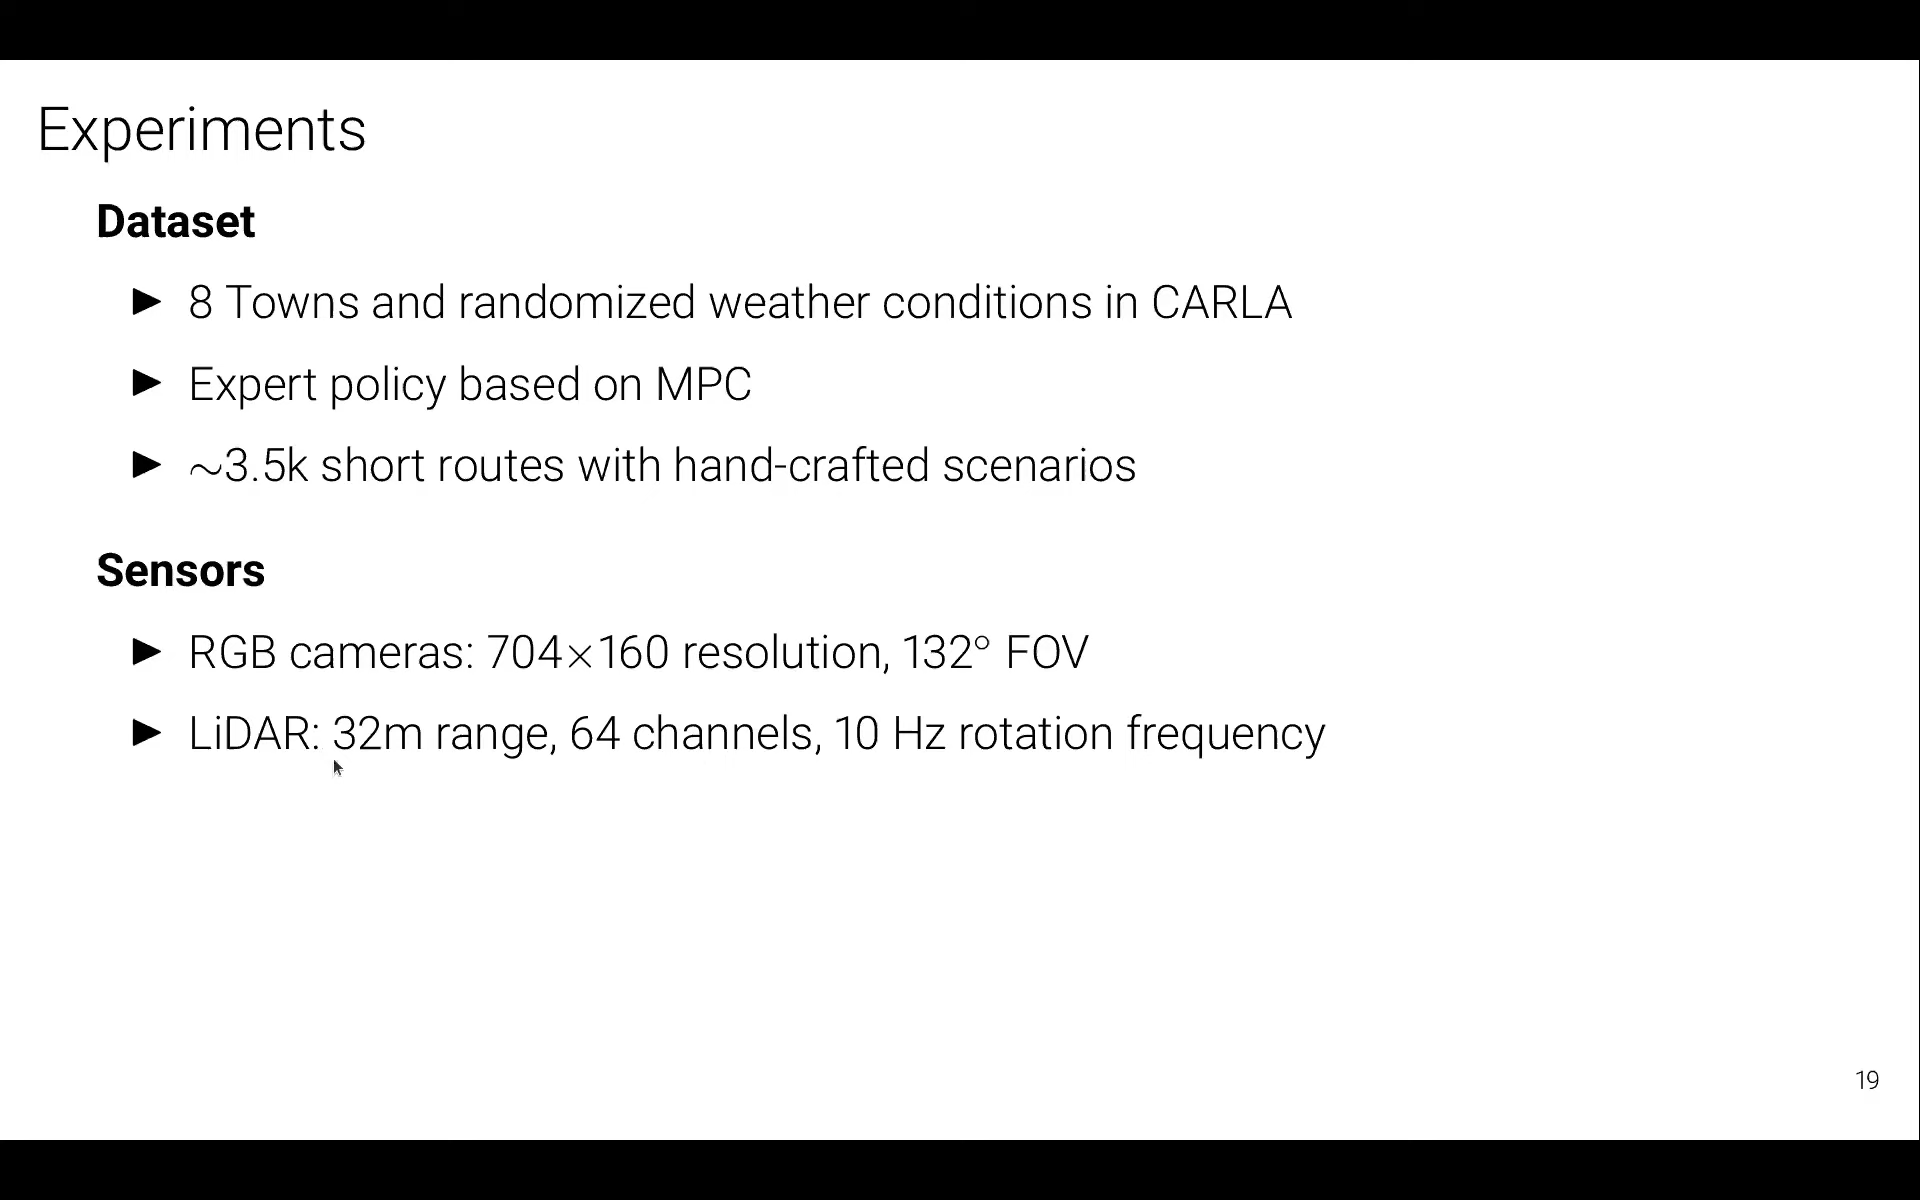 Experiments
Dataset
▶ 8 Towns and randomized weather conditions in CARLA
▶ Expert policy based on MPC
▶ ∼3.5k short routes with hand-crafted scenarios
Sensors
▶ RGB cameras: 704×160 resolution, 132° FOV
▶ LiDAR: 32m range, 64 channels, 10 Hz rotation frequency
19